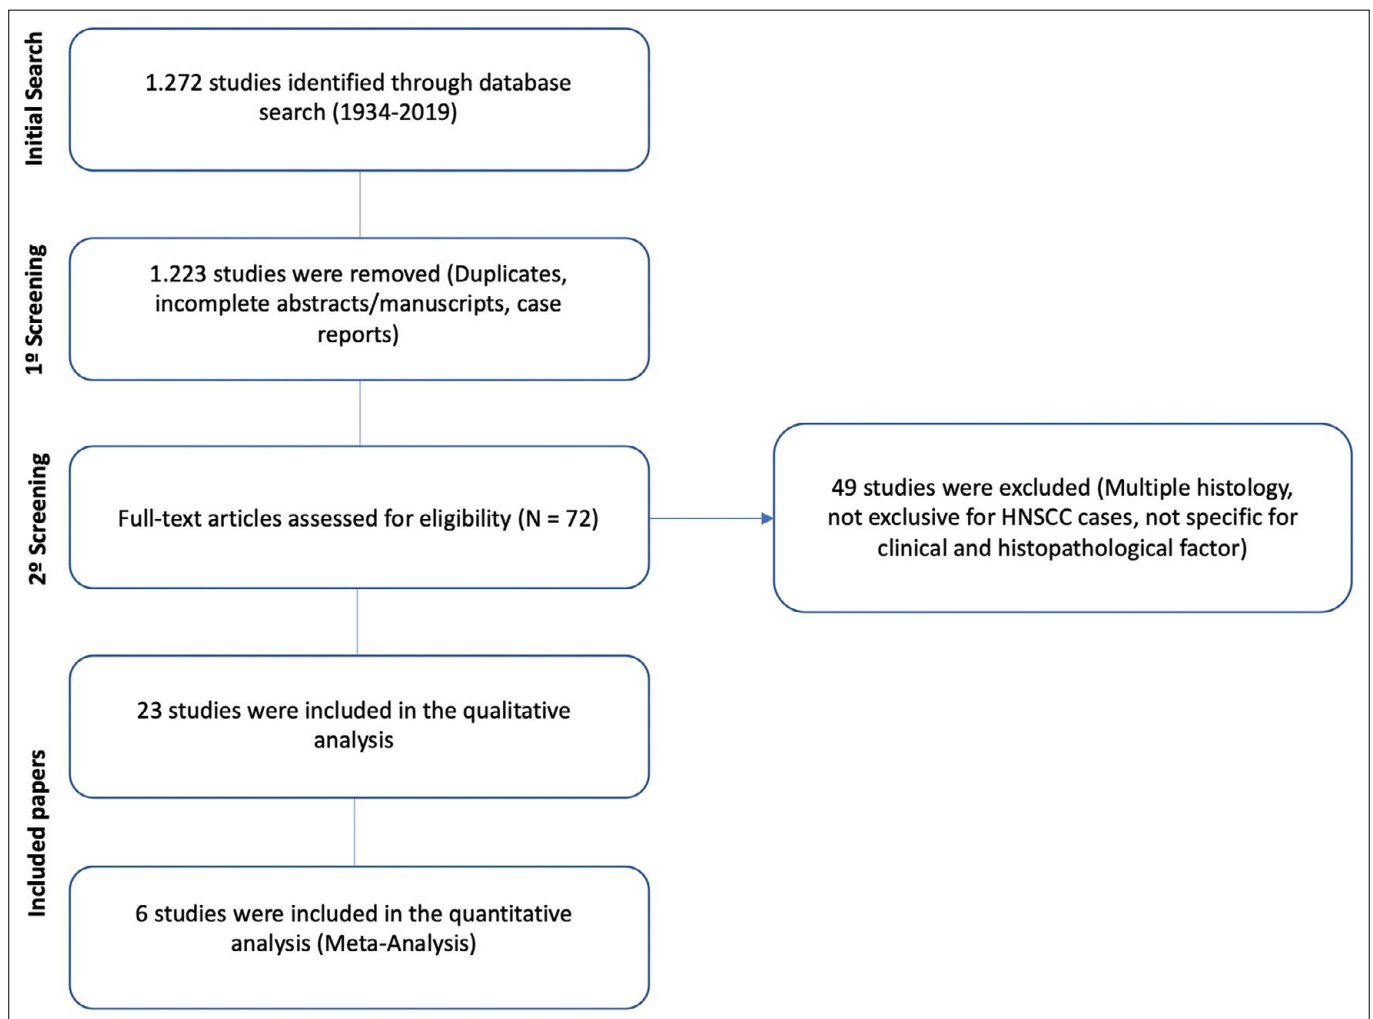 Initial Search
1.272 studies identified through database
search (1934-2019)
1º Screening
1.223 studies were removed (Duplicates,
incomplete abstracts/manuscripts, case
reports)
2º Screening
Full-text articles assessed for eligibility (N = 72)
49 studies were excluded (Multiple histology,
not exclusive for HNSCC cases, not specific for
clinical and histopathological factor)
Included papers
23 studies were included in the qualitative
analysis
6 studies were included in the quantitative
analysis (Meta-Analysis)